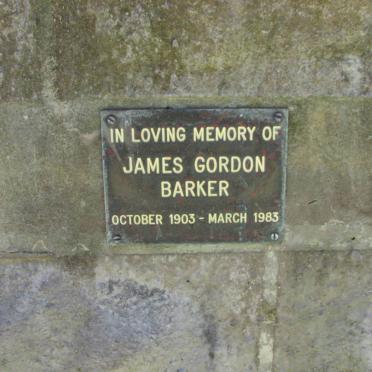 IN LOVING MEMORY OF
JAMES GORDON
BARKER
OCTOBER 1903 - MARCH 1983